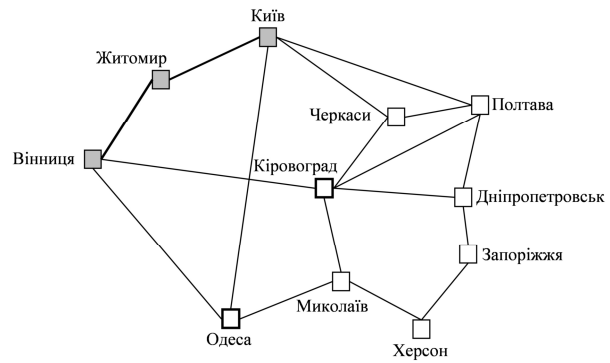 Київ
Житомир
Черкаси
Полтава
Вінниця
Кіровоград
Дніпропетровськ
Запоріжжя
Миколаїв
Одеса
Херсон